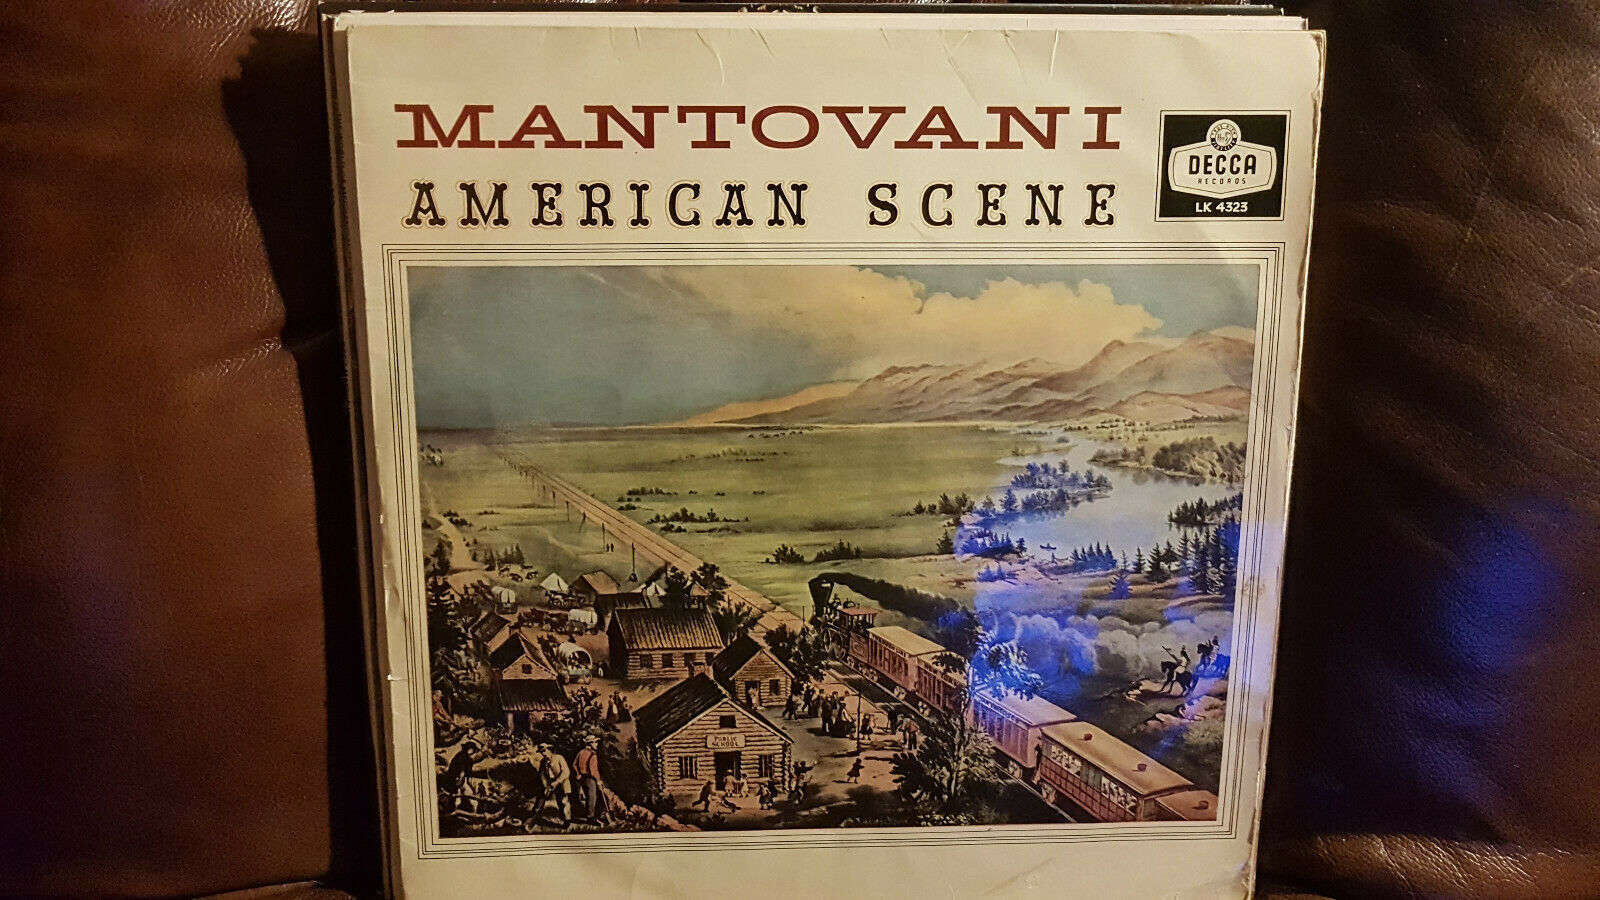 MANTOVANI
AMERICAN SCENE
DECCA
RECORDS
LK 4323
PUBLIC
SCHOOL